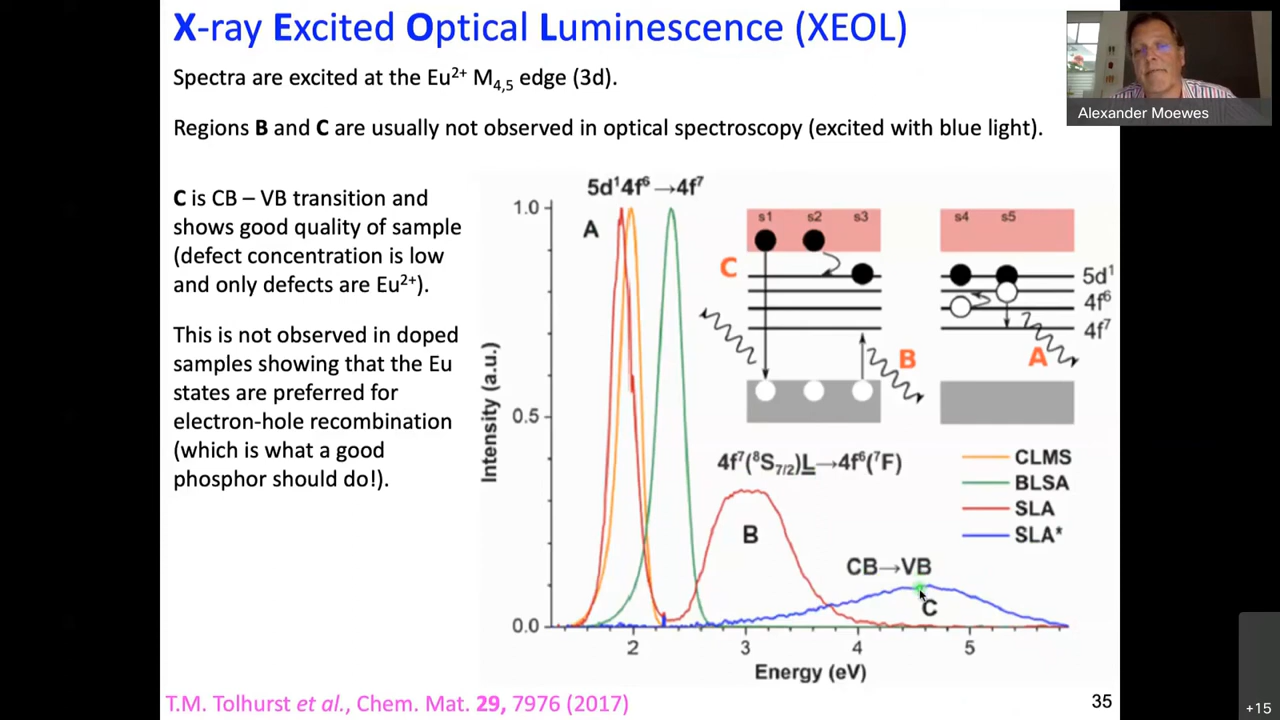 X-ray Excited Optical Luminescence (XEOL)
Spectra are excited at the Eu²⁺ M₄,₅ edge (3d).
Regions B and C are usually not observed in optical spectroscopy (excited with blue light).
C is CB – VB transition and
shows good quality of sample
(defect concentration is low
and only defects are Eu²⁺).
This is not observed in doped
samples showing that the Eu
states are preferred for
electron-hole recombination
(which is what a good
phosphor should do!).
5d¹4f⁶→4f⁷
A
1.0
0.5
0.0
Intensity (a.u.)
2
3
4
5
Energy (eV)
s1 s2 s3
C
B
s4 s5
5d¹
4f⁶
4f⁷
A
4f⁷(⁸S₇/₂)L→4f⁶(⁷F)
B
CB→VB
C
CLMS
BLSA
SLA
SLA*
T.M. Tolhurst et al., Chem. Mat. 29, 7976 (2017)
35
Alexander Moewes
+15